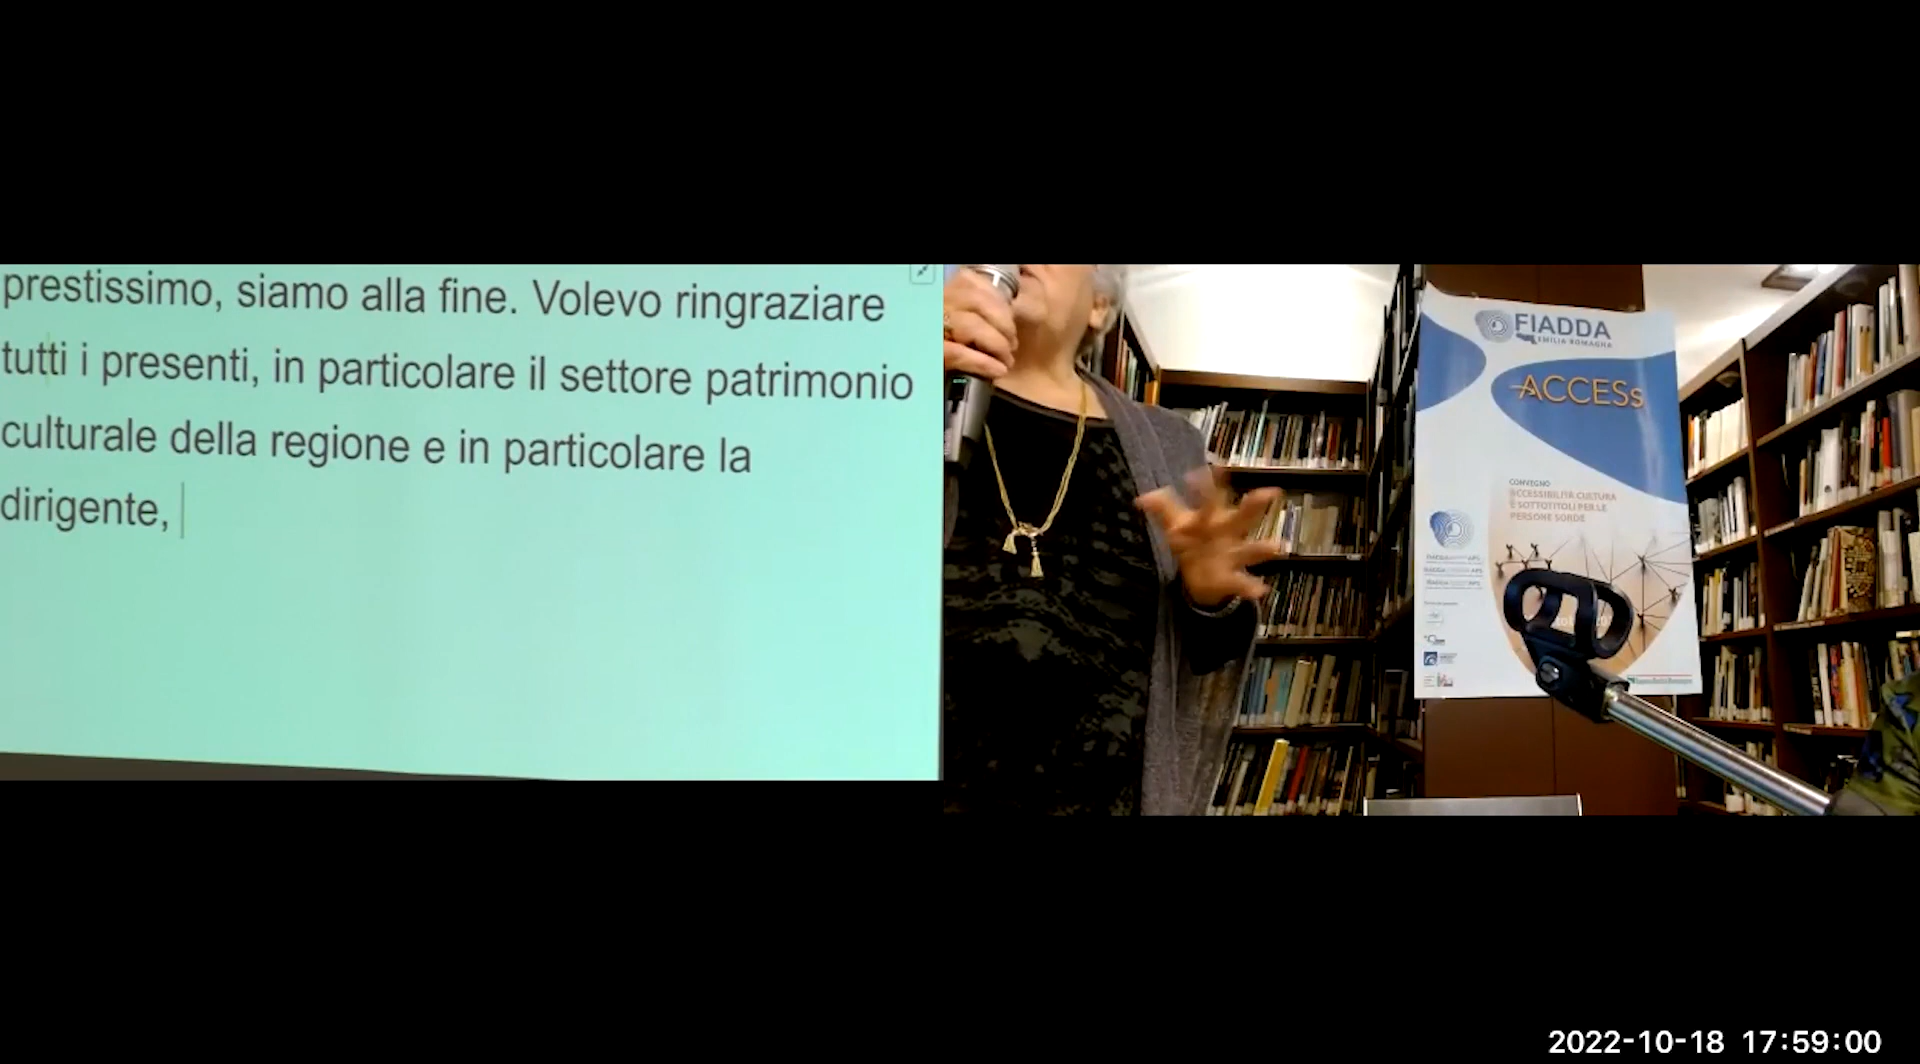 prestissimo, siamo alla fine. Volevo ringraziare
tutti i presenti, in particolare il settore patrimonio
culturale della regione e in particolare la
dirigente,
FIADDA
EMILIA ROMAGNA
ACCESs
CONVEGNO
ACCESSIBILITÀ CULTURA
E SOTTOTITOLI PER LE
PERSONE SORDE
2022-10-18 17:59:00